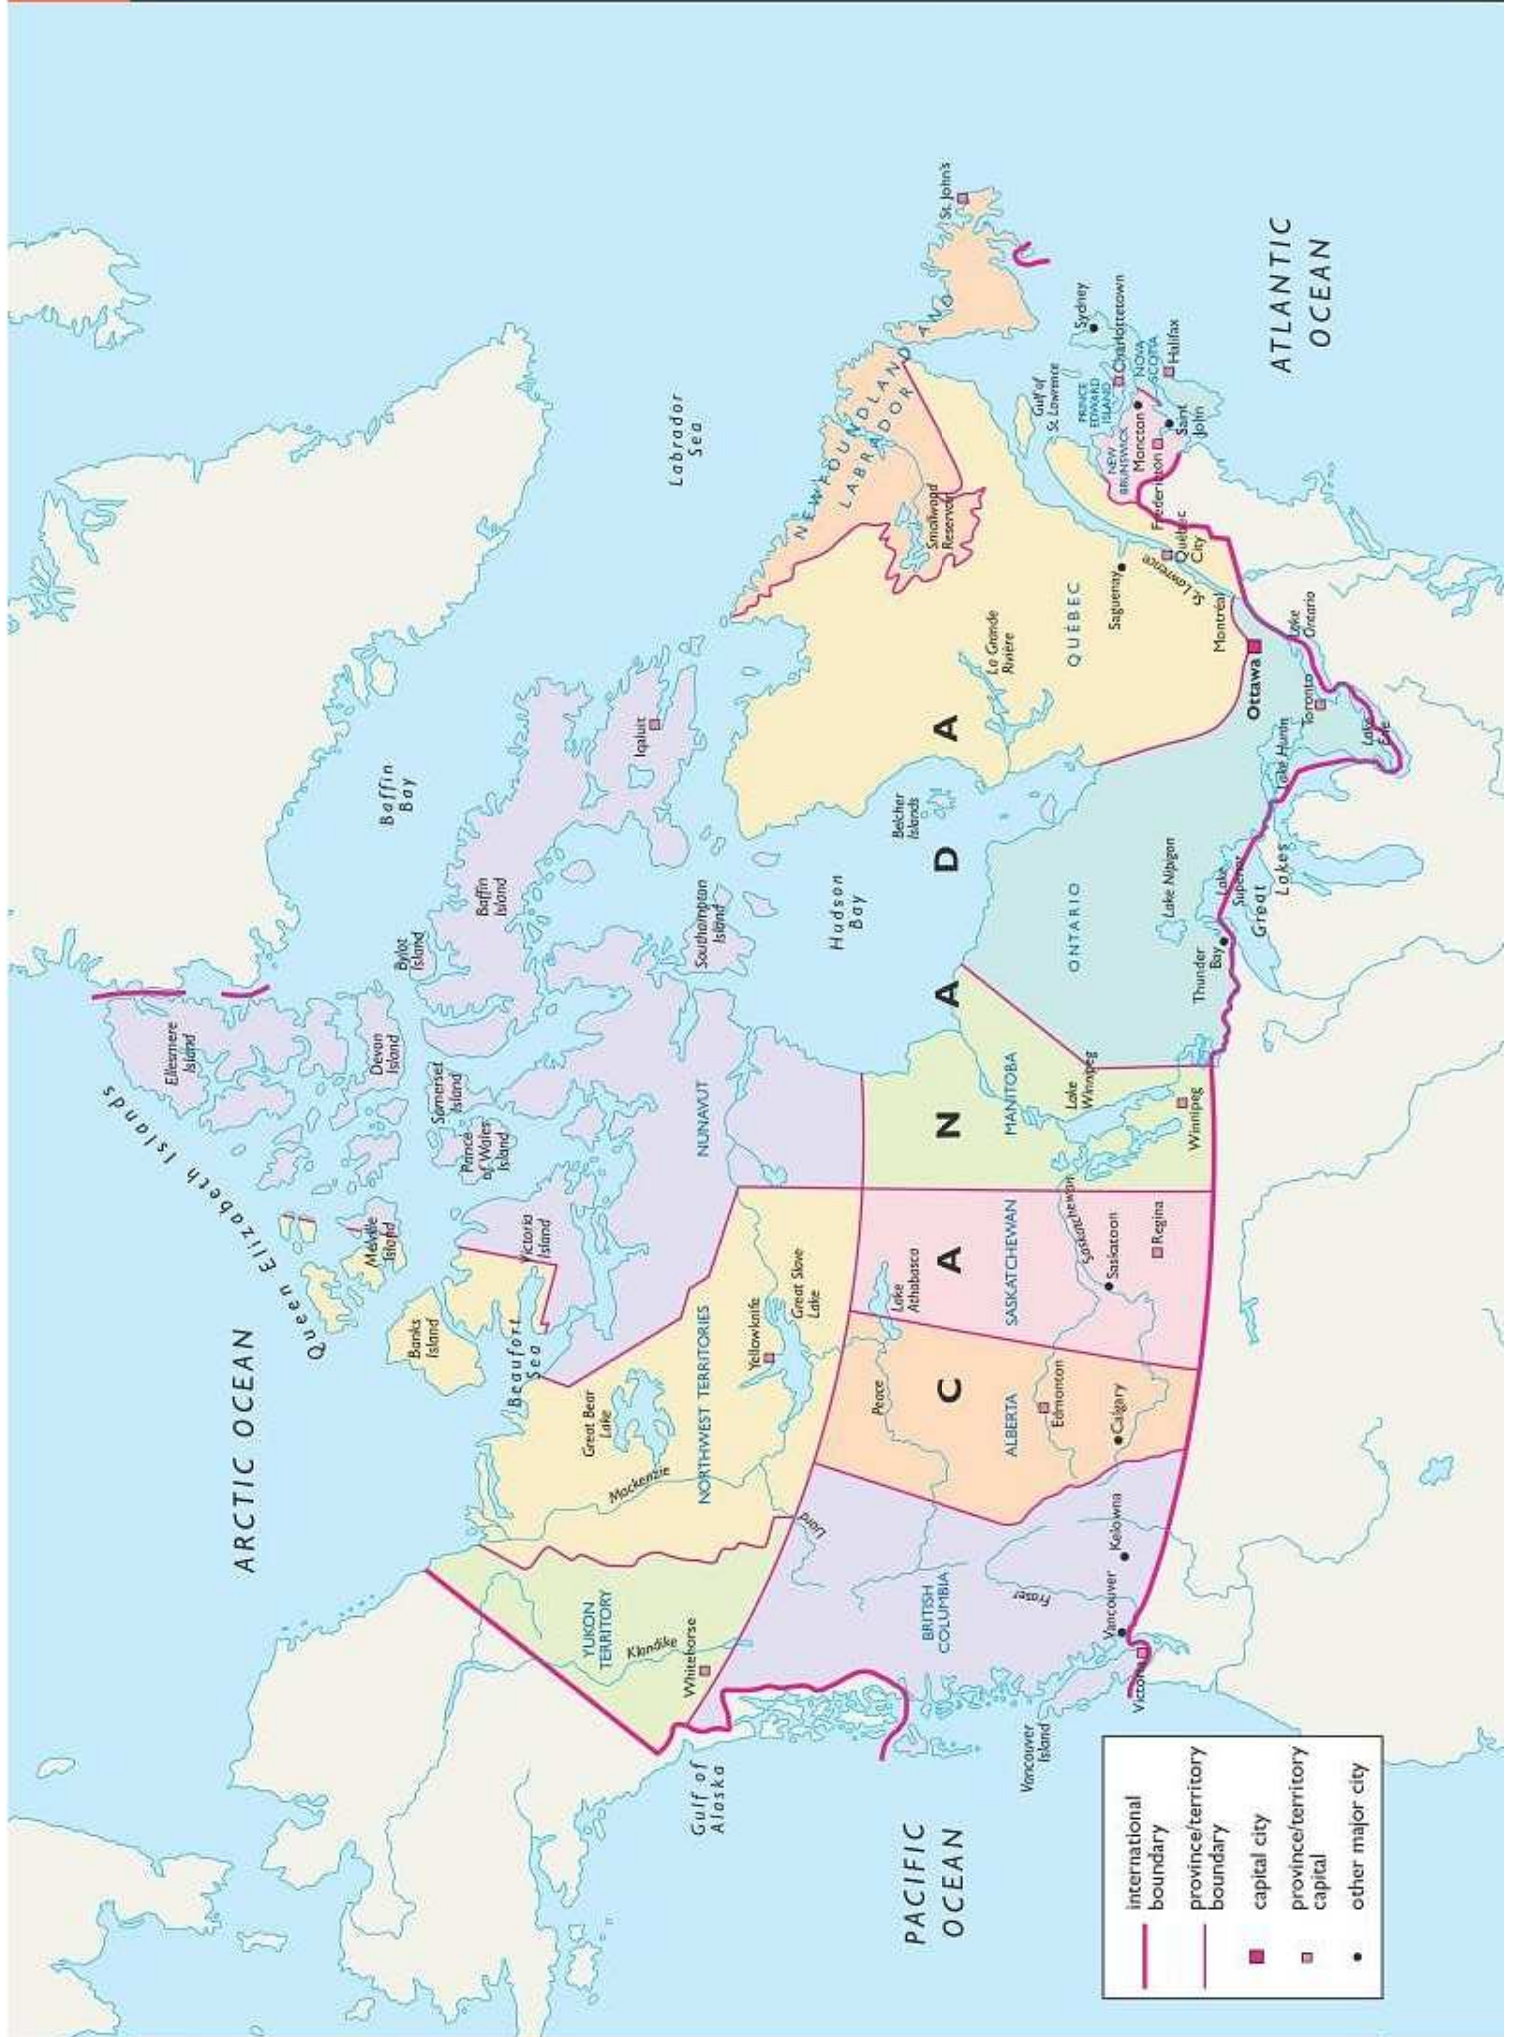 ARCTIC OCEAN
Queen Elizabeth Islands
Ellesmere
Island
Devon
Island
Melville
Island
Banks
Island
Beaufort
Sea
Victoria
Island
Prince
of Wales
Island
Somerset
Island
Bylot
Island
Baffin
Island
Baffin
Bay
Iqaluit
Southampton
Island
Labrador
Sea
Hudson
Bay
Belcher
Islands
Gulf of
Alaska
PACIFIC
OCEAN
ATLANTIC
OCEAN
CANADA
YUKON
TERRITORY
Klondike
Whitehorse
NORTHWEST TERRITORIES
Great Bear
Lake
Mackenzie
Yellowknife
Great Slave
Lake
Liard
NUNAVUT
BRITISH
COLUMBIA
Fraser
Kelowna
Vancouver
Victoria
Vancouver
Island
Peace
ALBERTA
Edmonton
Calgary
Lake
Athabasca
SASKATCHEWAN
Saskatchewan
Saskatoon
Regina
MANITOBA
Lake
Winnipeg
Winnipeg
ONTARIO
Lake Nipigon
Thunder
Bay
Lake
Superior
Great
Lakes
Lake Huron
Toronto
Lake
Erie
Lake
Ontario
Ottawa
QUÉBEC
La Grande
Rivière
Saguenay
Montréal
St. Lawrence
Québec
City
NEWFOUNDLAND AND
LABRADOR
Smallwood
Reservoir
St. John's
Gulf of
St. Lawrence
PRINCE
EDWARD
ISLAND
Charlottetown
Sydney
NOVA
SCOTIA
Halifax
NEW
BRUNSWICK
Moncton
Fredericton
Saint
John
international
boundary
province/territory
boundary
capital city
province/territory
capital
other major city